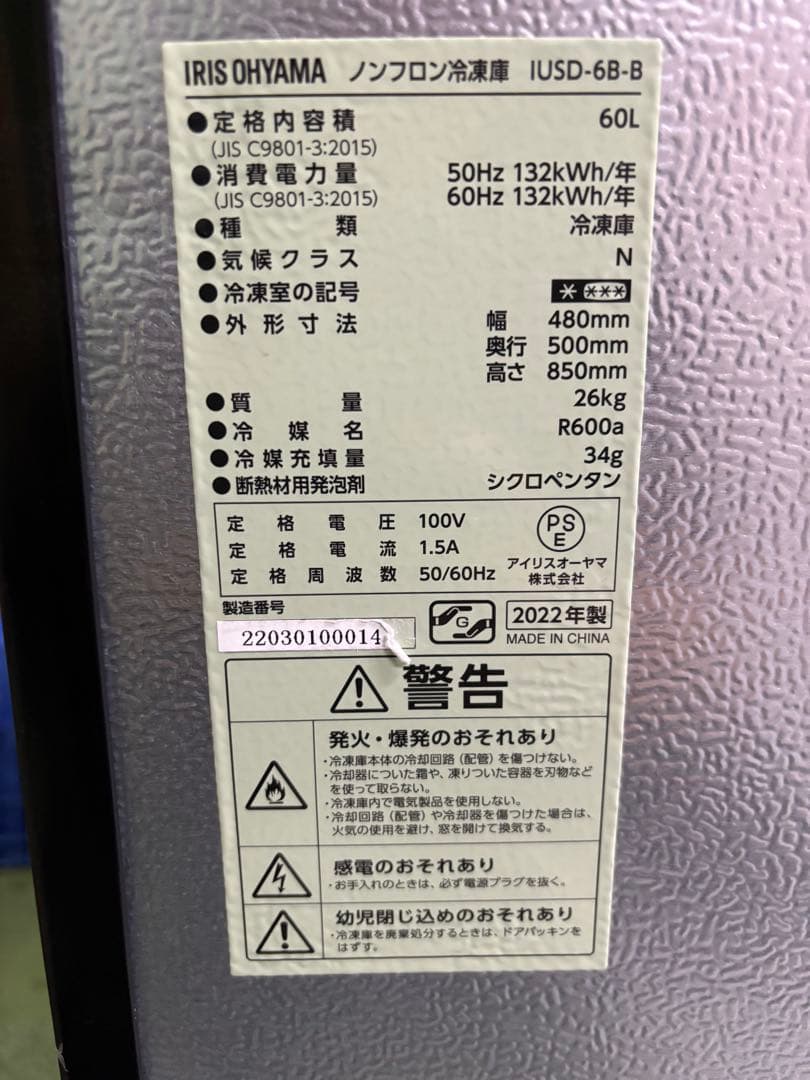 IRIS OHYAMA ノンフロン冷凍庫 IUSD-6B-B
●定格内容積 60L
(JIS C9801-3:2015)
●消費電力量 50Hz 132kWh/年
(JIS C9801-3:2015) 60Hz 132kWh/年
●種類 冷凍庫
●気候クラス N
●冷凍室の記号 * ***
●外形寸法 幅 480mm
奥行 500mm
高さ 850mm
●質量 26kg
●冷媒名 R600a
●冷媒充填量 34g
●断熱材用発泡剤 シクロペンタン
定格電圧 100V
定格電流 1.5A
定格周波数 50/60Hz
PS
E
アイリスオーヤマ
株式会社
製造番号
22030100014
G
2022年製
MADE IN CHINA
警告
発火・爆発のおそれあり
・冷凍庫本体の冷却回路(配管)を傷つけない。
・冷却器についた霜や、凍りついた容器を刃物など
を使って取らない。
・冷凍庫内で電気製品を使用しない。
・冷却回路(配管)や冷却器を傷つけた場合は、
火気の使用を避け、窓を開けて換気する。
感電のおそれあり
・お手入れのときは、必ず電源プラグを抜く。
幼児閉じ込めのおそれあり
・冷凍庫を廃棄処分するときは、ドアパッキンを
はずす。